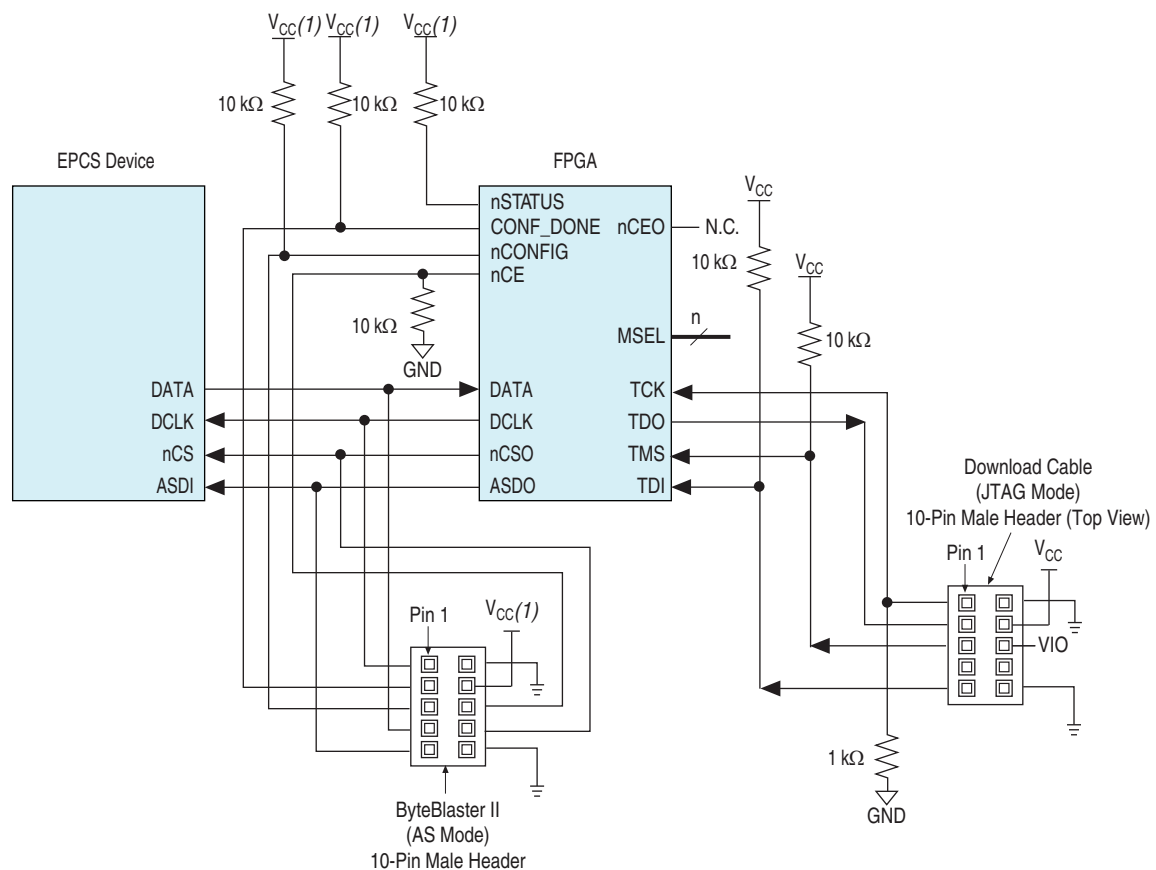 VCC(1) VCC(1) VCC(1)
10 kΩ 10 kΩ 10 kΩ
EPCS Device
FPGA
VCC
nSTATUS
CONF_DONE nCEO N.C.
nCONFIG
10 kΩ
VCC
nCE
10 kΩ
GND
n
MSEL
10 kΩ
DATA DATA TCK
DCLK DCLK TDO
nCS nCSO TMS
ASDI ASDO TDI
Download Cable
(JTAG Mode)
10-Pin Male Header (Top View)
Pin 1 VCC
VIO
Pin 1 VCC(1)
1 kΩ
GND
ByteBlaster II
(AS Mode)
10-Pin Male Header